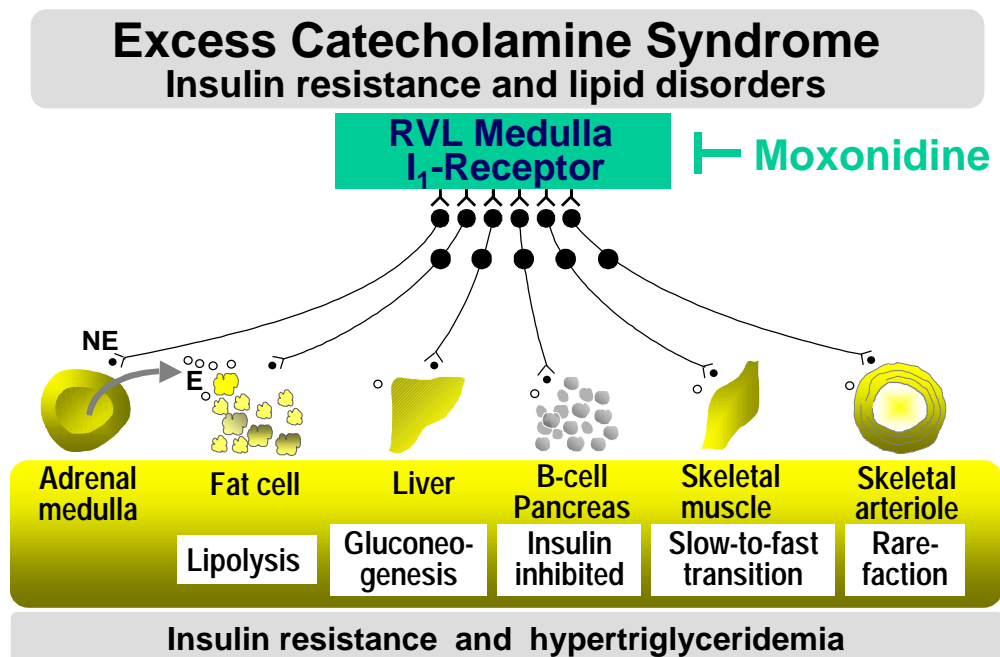 Excess Catecholamine Syndrome
Insulin resistance and lipid disorders
RVL Medulla
I₁-Receptor
Moxonidine
NE
E
Adrenal
medulla
Fat cell
Liver
B-cell
Pancreas
Skeletal
muscle
Skeletal
arteriole
Lipolysis
Gluconeo-
genesis
Insulin
inhibited
Slow-to-fast
transition
Rare-
faction
Insulin resistance and hypertriglyceridemia